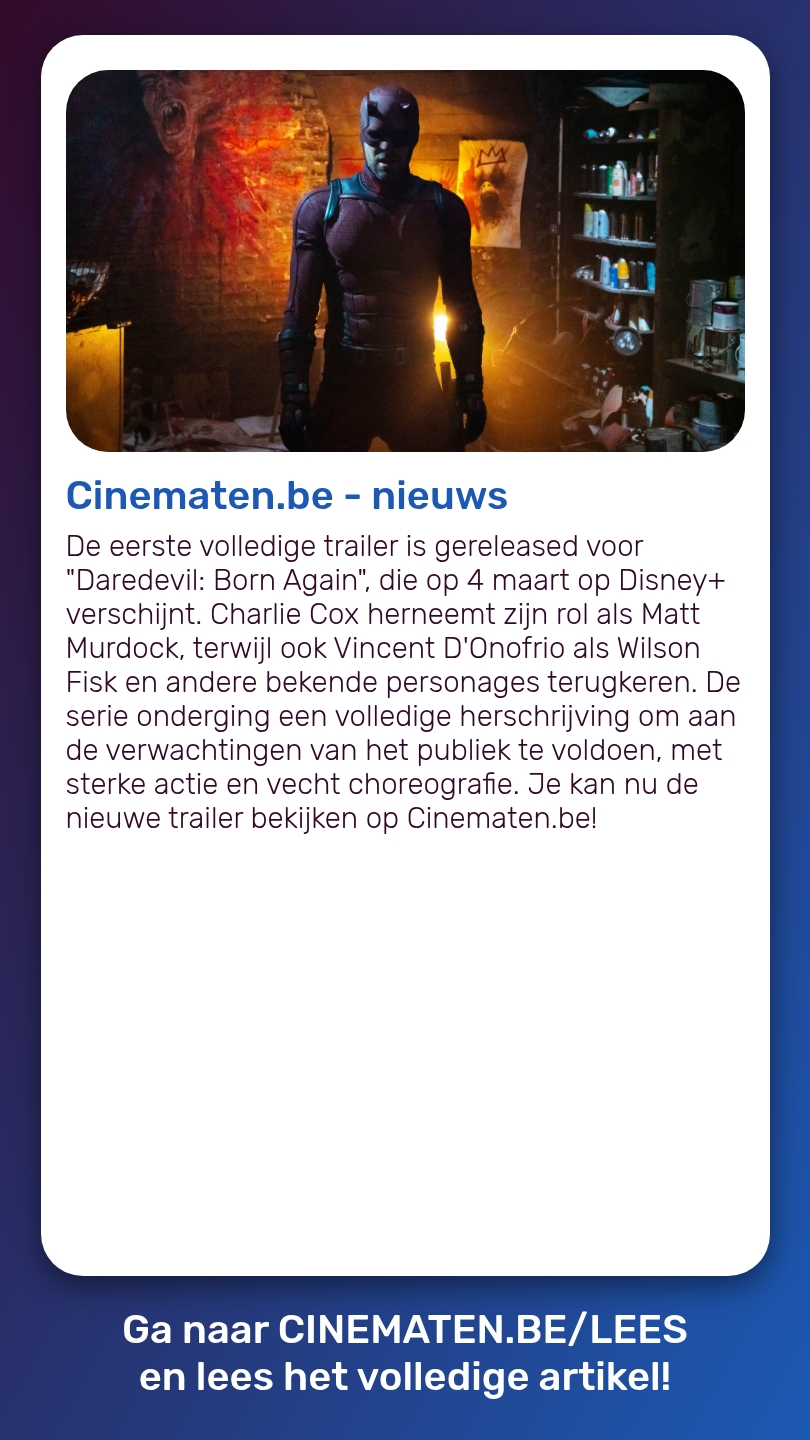 Cinematen.be - nieuws
De eerste volledige trailer is gereleased voor
"Daredevil: Born Again", die op 4 maart op Disney+
verschijnt. Charlie Cox herneemt zijn rol als Matt
Murdock, terwijl ook Vincent D'Onofrio als Wilson
Fisk en andere bekende personages terugkeren. De
serie onderging een volledige herschrijving om aan
de verwachtingen van het publiek te voldoen, met
sterke actie en vecht choreografie. Je kan nu de
nieuwe trailer bekijken op Cinematen.be!
Ga naar CINEMATEN.BE/LEES
en lees het volledige artikel!